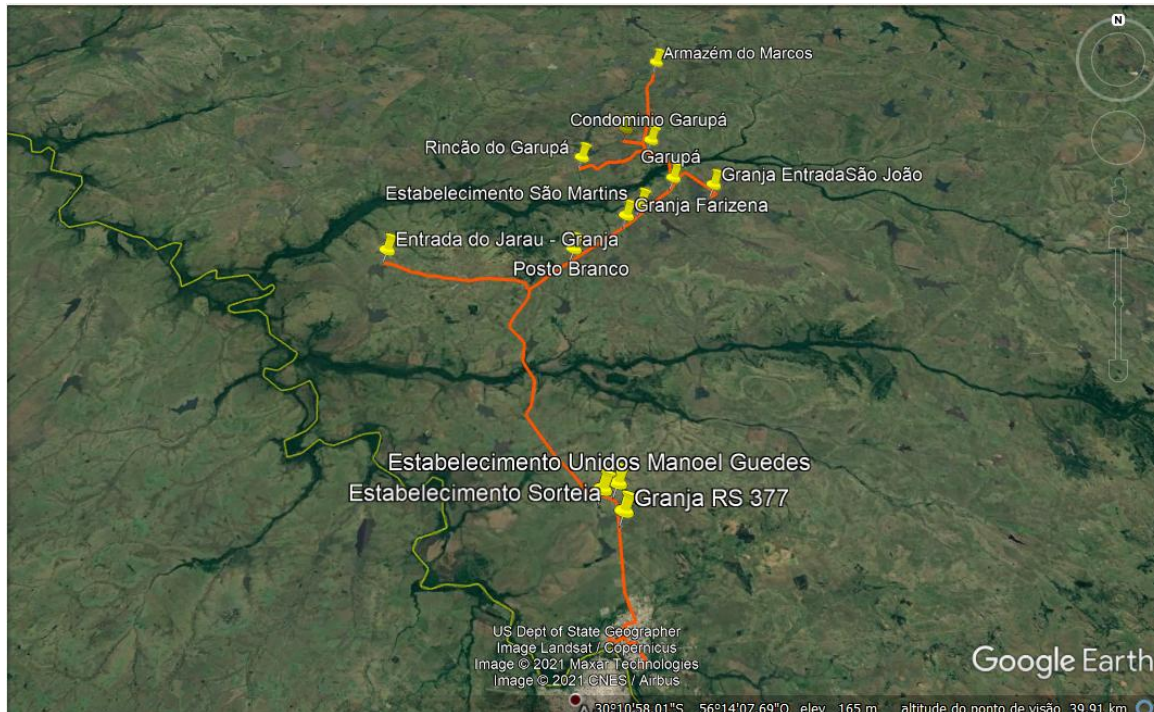 N
Armazém do Marcos
Condominio Garupá
Rincão do Garupá
Garupá
Granja EntradaSão João
Estabelecimento São Martins
Granja Farizena
Entrada do Jarau - Granja
Posto Branco
Estabelecimento Unidos Manoel Guedes
Estabelecimento Sorteia
Granja RS 377
US Dept of State Geographer
Image Landsat / Copernicus
Image © 2021 Maxar Technologies
Image © 2021 CNES / Airbus
Google Earth
30°10'58.01"S 56°14'07.69"O elev 165 m altitude do ponto de visão 39.91 km